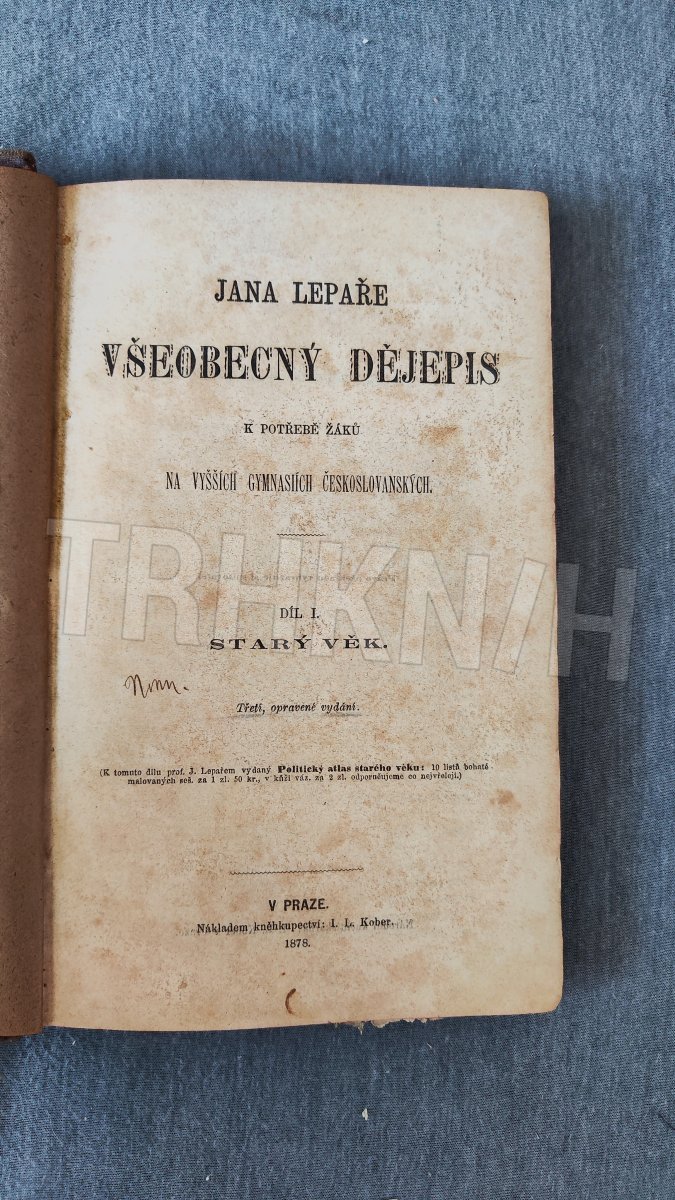 JANA LEPAŘE
VŠEOBECNÝ DĚJEPIS
K POTŘEBĚ ŽÁKŮ
NA VYŠŠÍCH GYMNASIÍCH ČESKOSLOVANSKÝCH.
DÍL I.
STARÝ VĚK.
Třetí, opravené vydání.
(K tomuto dílu prof. J. Lepařem vydaný Politický atlas starého věku: 10 listů bohatě
malovaných seš. za 1 zl. 50 kr., v kůži váz. za 2 zl. odporučujeme co nejvřeleji.)
V PRAZE.
Nákladem kněhkupectví: I. L. Kober.
1878.
TRHKNIH